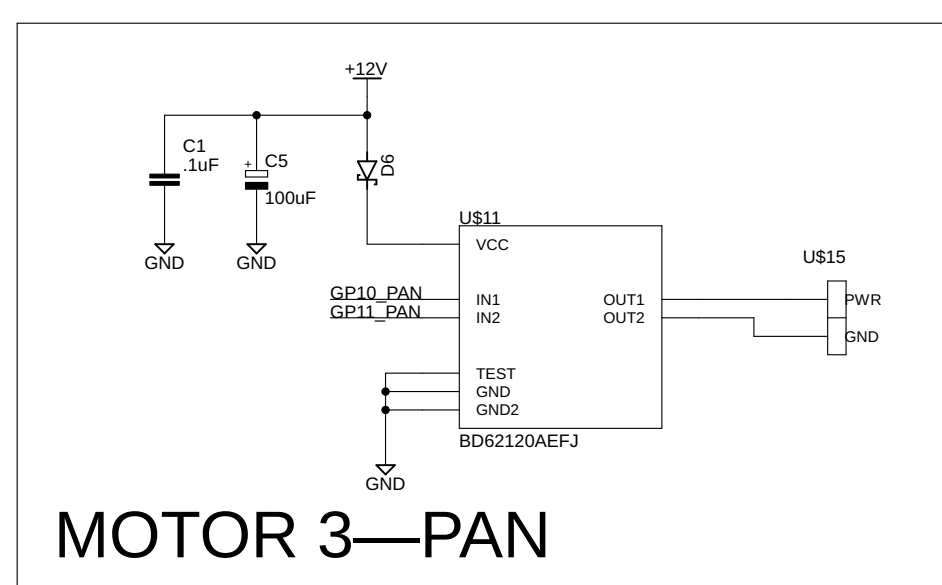 +12V
C1
.1uF
+
C5
100uF
D6
GND
GND
U$11
VCC
GP10_PAN
GP11_PAN
IN1
IN2
OUT1
OUT2
U$15
PWR
GND
TEST
GND
GND2
BD62120AEFJ
GND
MOTOR 3—PAN